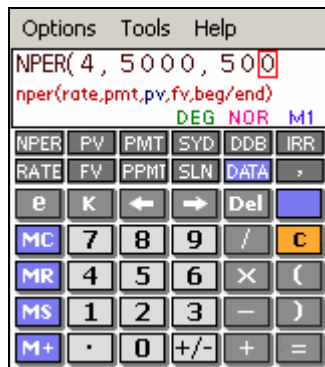 Options Tools Help
NPER(4, 5000, 500
nper(rate,pmt,pv,fv,beg/end)
DEG NOR M1
NPER PV PMT SYD DDB IRR
RATE FV PPMT SLN DATA ,
e K ← → Del
MC 7 8 9 / C
MR 4 5 6 × (
MS 1 2 3 − )
M+ · 0 +/- + =